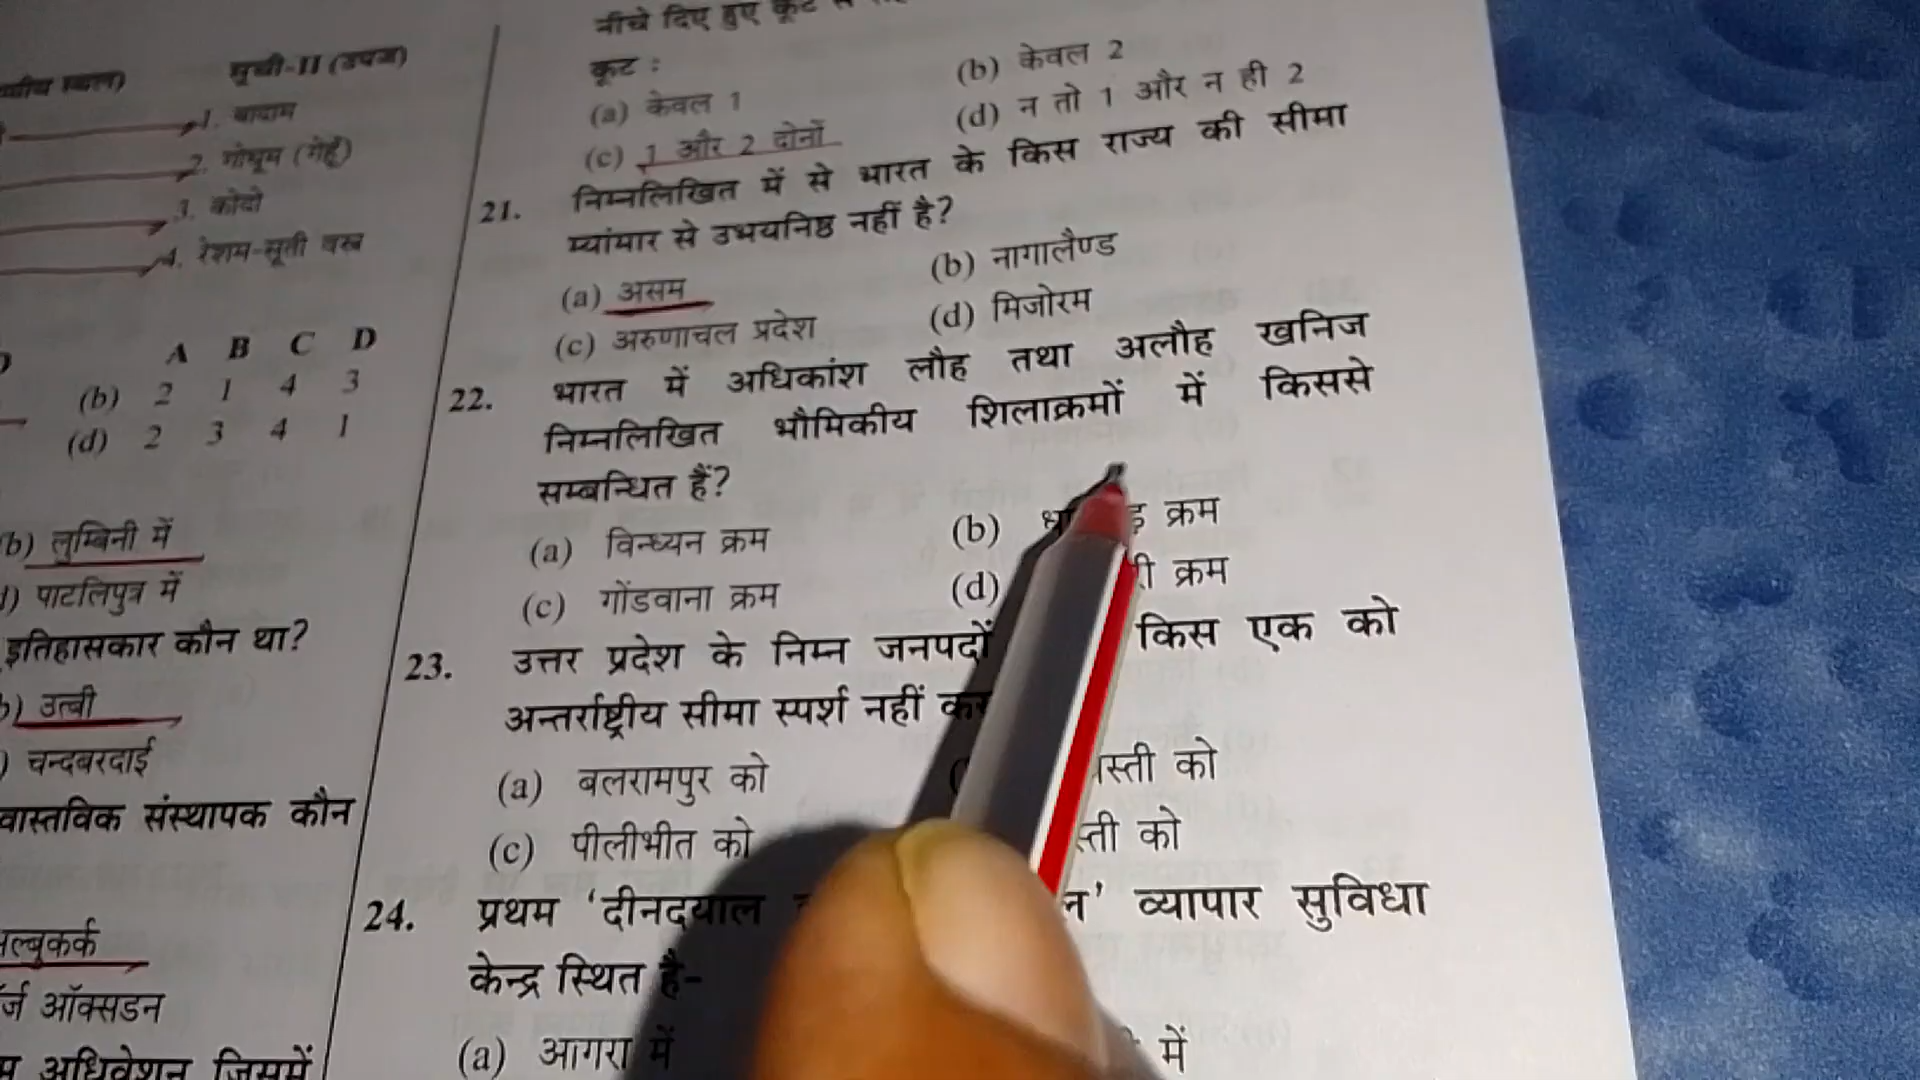 सूची-II (उपज)
1. बादाम
2. गोधूम (गेहूँ)
3. कोदो
4. रेशम-सूती वस्त्र
A B C D
(b) 2 1 4 3
(d) 2 3 4 1
(b) लुम्बिनी में
पाटलिपुत्र में
इतिहासकार कौन था?
उत्बी
चन्दबरदाई
वास्तविक संस्थापक कौन
ऑक्सडन
अधिवेशन जिसमें
नीचे दिए हुए कूट
कूट :
(a) केवल 1 (b) केवल 2
(c) 1 और 2 दोनों (d) न तो 1 और न ही 2
21. निम्नलिखित में से भारत के किस राज्य की सीमा
म्यांमार से उभयनिष्ठ नहीं है?
(a) असम (b) नागालैण्ड
(c) अरुणाचल प्रदेश (d) मिजोरम
22. भारत में अधिकांश लौह तथा अलौह खनिज
निम्नलिखित भौमिकीय शिलाक्रमों में किससे
सम्बन्धित हैं?
(a) विन्ध्यन क्रम (b) क्रम
(c) गोंडवाना क्रम (d) क्रम
23. उत्तर प्रदेश के निम्न जनपदों किस एक को
अन्तर्राष्ट्रीय सीमा स्पर्श नहीं
(a) बलरामपुर को को
(c) पीलीभीत को को
24. प्रथम ‘दीनदयाल व्यापार सुविधा
केन्द्र स्थित है-
(a) आगरा में में